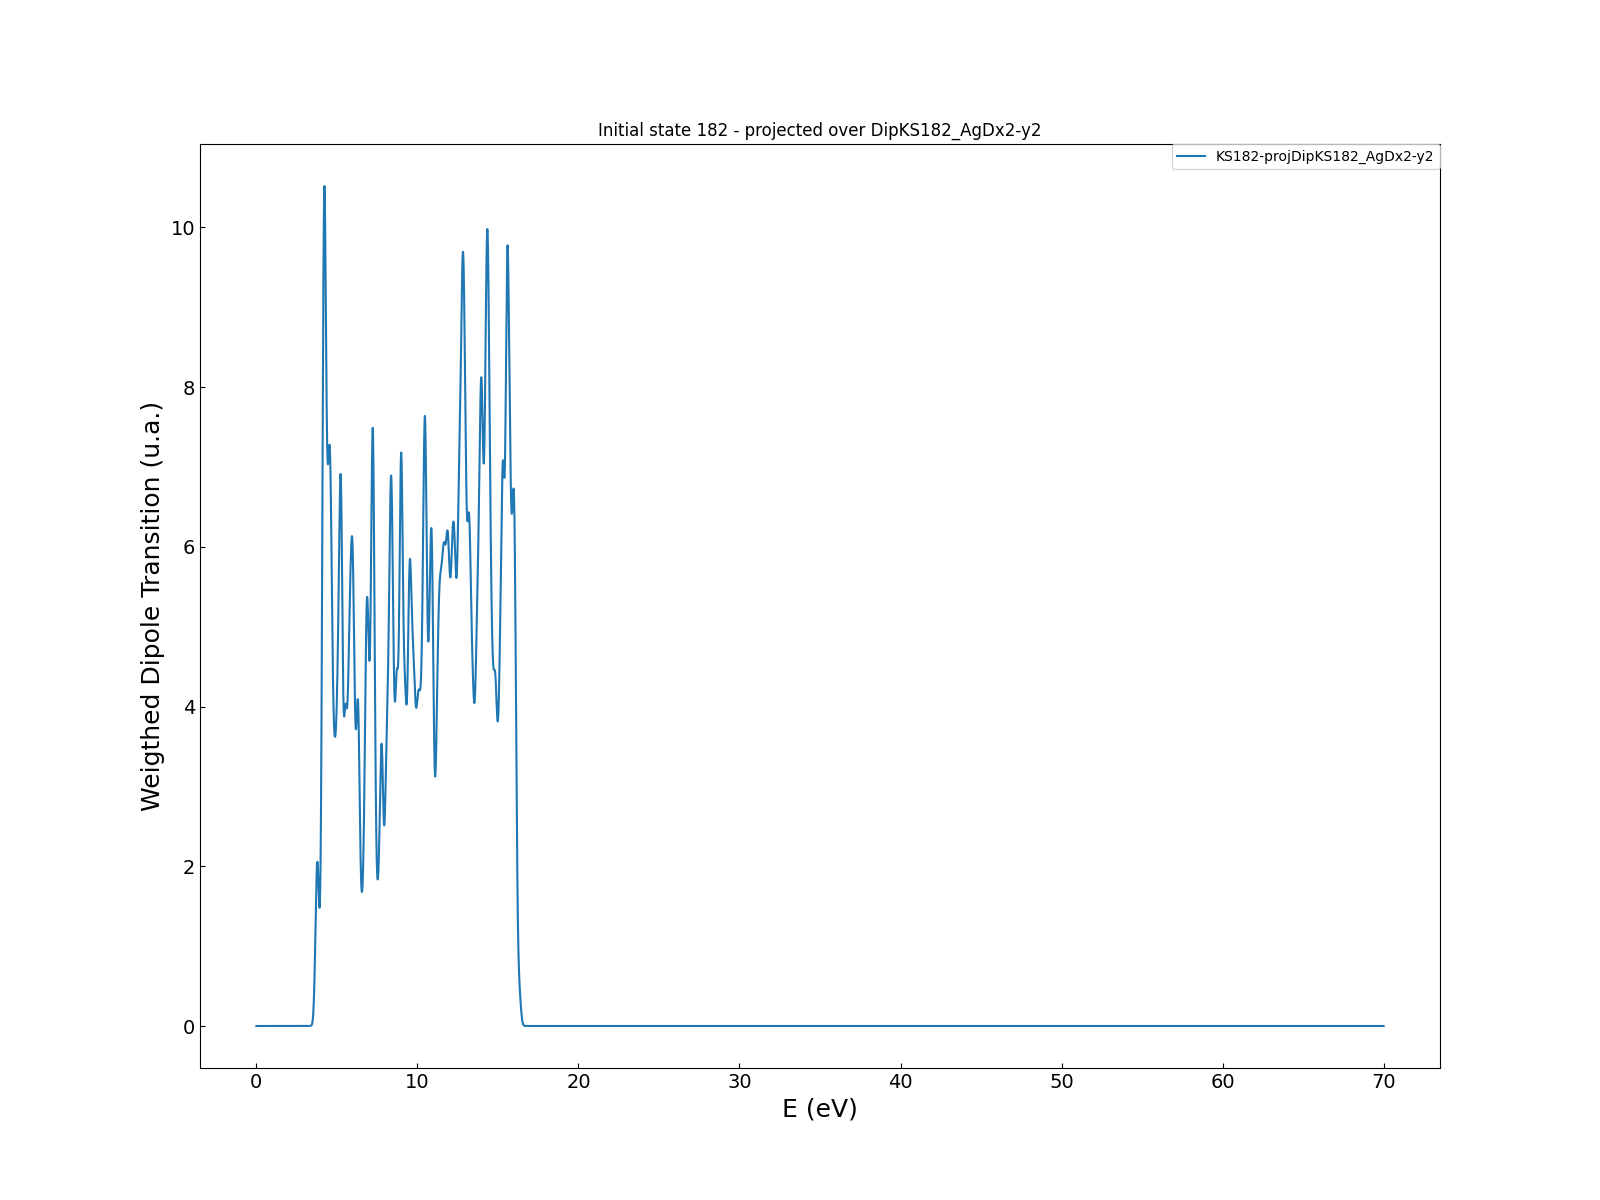 Initial state 182 - projected over DipKS182_AgDx2-y2
KS182-projDipKS182_AgDx2-y2
Weigthed Dipole Transition (u.a.)
10
8
6
4
2
0
0 10 20 30 40 50 60 70
E (eV)